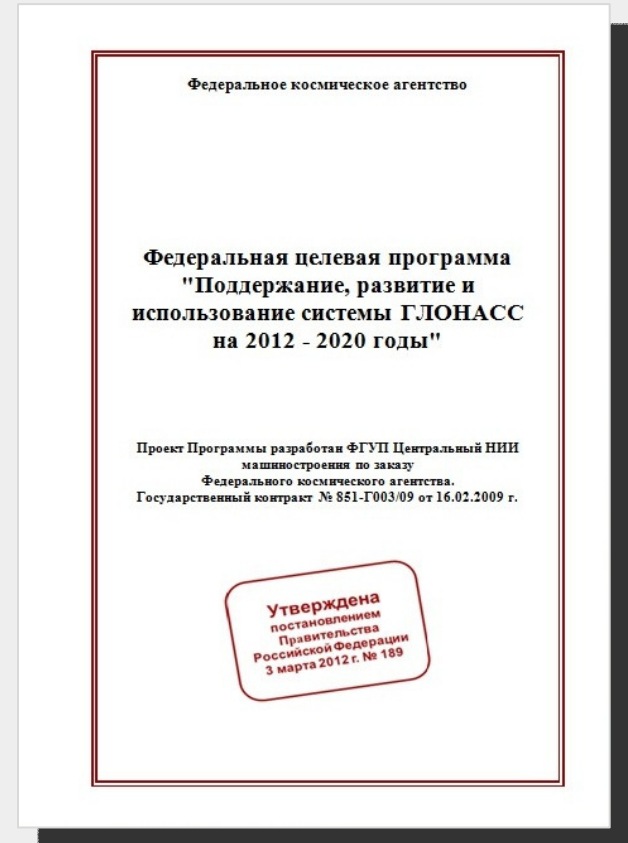 Федеральное космическое агентство
Федеральная целевая программа
"Поддержание, развитие и
использование системы ГЛОНАСС
на 2012 - 2020 годы"
Проект Программы разработан ФГУП Центральный НИИ
машиностроения по заказу
Федерального космического агентства.
Государственный контракт № 851-Г003/09 от 16.02.2009 г.
Утверждена
постановлением
Правительства
Российской Федерации
3 марта 2012 г. № 189